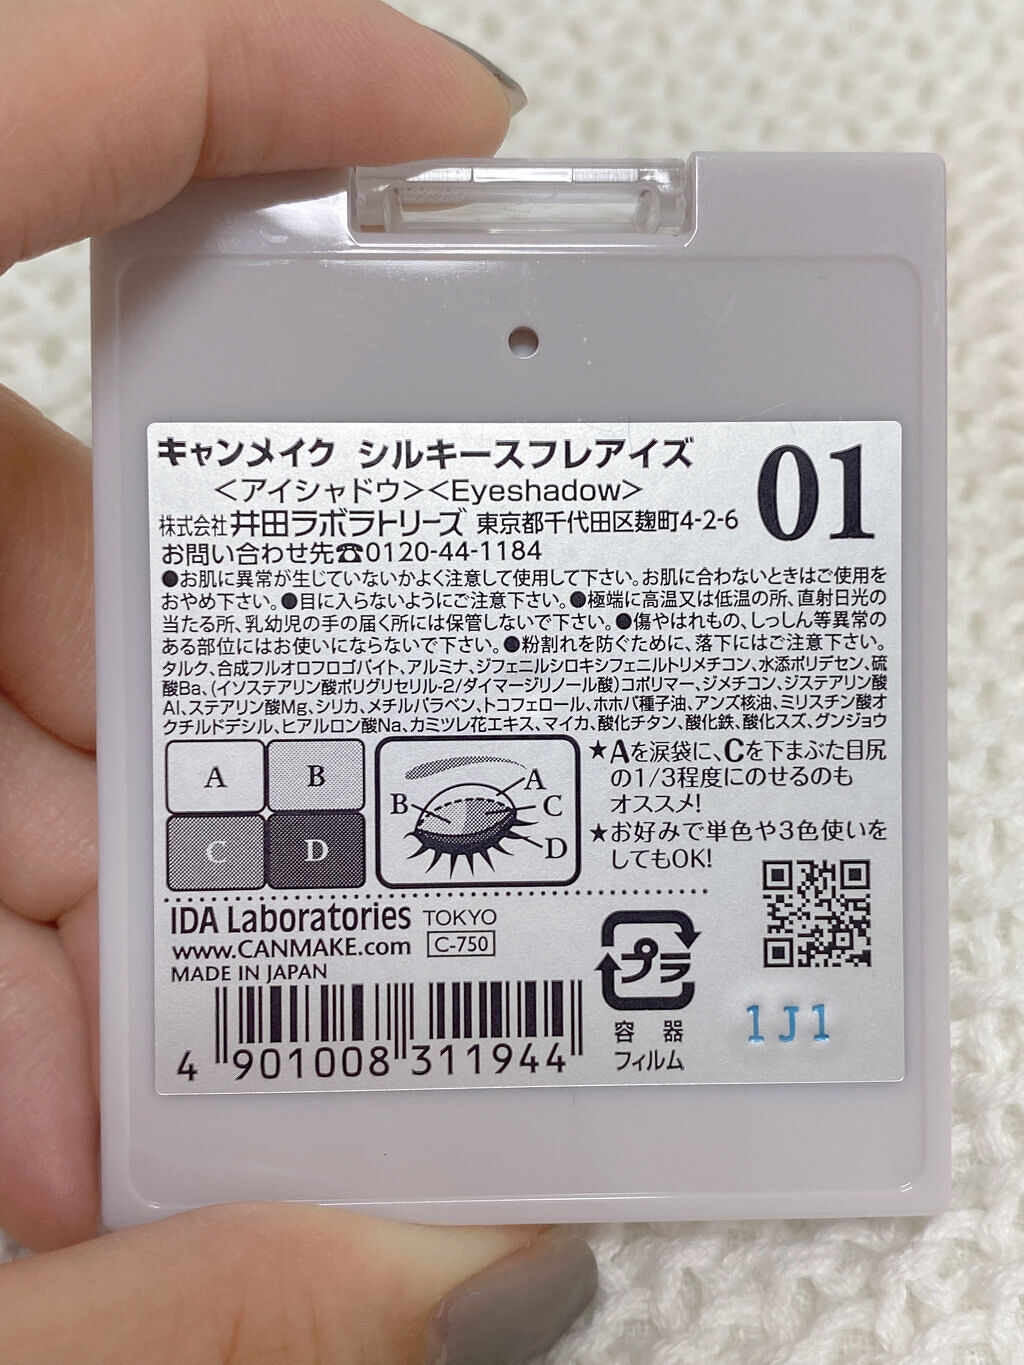 キャンメイク シルキースフレアイズ
01
＜アイシャドウ＞＜Eyeshadow＞
株式会社 井田ラボラトリーズ 東京都千代田区麹町4-2-6
お問い合わせ先☎0120-44-1184
●お肌に異常が生じていないかよく注意して使用して下さい。お肌に合わないときはご使用を
おやめ下さい。●目に入らないようにご注意下さい。●極端に高温又は低温の所、直射日光の
当たる所、乳幼児の手の届く所には保管しないで下さい。●傷やはれもの、しっしん等異常の
ある部位にはお使いにならないで下さい。●粉割れを防ぐために、落下にはご注意下さい。
タルク、合成フルオロフロゴパイト、アルミナ、ジフェニルシロキシフェニルトリメチコン、水添ポリデセン、硫
酸Ba、(イソステアリン酸ポリグリセリル-2/ダイマージリノール酸)コポリマー、ジメチコン、ジステアリン酸
Al、ステアリン酸Mg、シリカ、メチルパラベン、トコフェロール、ホホバ種子油、アンズ核油、ミリスチン酸オ
クチルドデシル、ヒアルロン酸Na、カミツレ花エキス、マイカ、酸化チタン、酸化鉄、酸化スズ、グンジョウ
A
B
C
D
A
B
C
D
★Aを涙袋に、Cを下まぶた目尻
の1/3程度にのせるのも
オススメ!
★お好みで単色や3色使いを
してもOK!
IDA Laboratories TOKYO
www.CANMAKE.com C-750
MADE IN JAPAN
4 901008 311944
プラ
容 器
フィルム
1J1